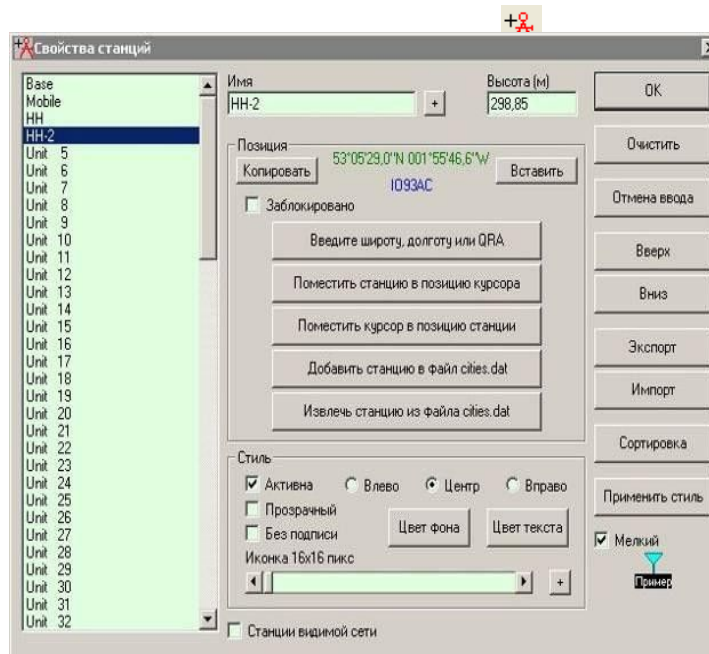 Свойства станций
Base
Mobile
HH
HH-2
Unit 5
Unit 6
Unit 7
Unit 8
Unit 9
Unit 10
Unit 11
Unit 12
Unit 13
Unit 14
Unit 15
Unit 16
Unit 17
Unit 18
Unit 19
Unit 20
Unit 21
Unit 22
Unit 23
Unit 24
Unit 25
Unit 26
Unit 27
Unit 28
Unit 29
Unit 30
Unit 31
Unit 32
Имя
HH-2
+
Высота (м)
298,85
Позиция
Копировать
53°05'29,0"N 001°55'46,6"W
IO93AC
Вставить
Заблокировано
Введите широту, долготу или QRA
Поместить станцию в позицию курсора
Поместить курсор в позицию станции
Добавить станцию в файл cities.dat
Извлечь станцию из файла cities.dat
Стиль
Активна Влево Центр Вправо
Прозрачный
Без подписи
Цвет фона
Цвет текста
Иконка 16x16 пикс
+
Станции видимой сети
OK
Очистить
Отмена ввода
Вверх
Вниз
Экспорт
Импорт
Сортировка
Применить стиль
Мелкий
Пример